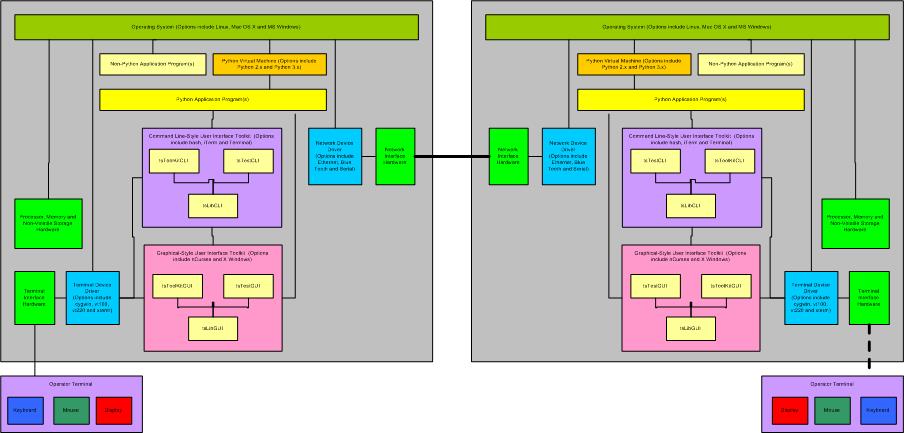 Operating System (Options include Linux, Mac OS X and MS Windows)
Non-Python Application Program(s)
Python Virtual Machine (Options include
Python 2.x and Python 3.x)
Python Application Program(s)
Command Line-Style User Interface Toolkit (Options
include bash, iTerm and Terminal)
tsToolKitCLI
tsTestCLI
tsLibCLI
Network Device
Driver
(Options include
Ethernet, Blue
Tooth and Serial)
Network
Interface
Hardware
Processor, Memory and
Non-Volatile Storage
Hardware
Graphical-Style User Interface Toolkit (Options
include nCurses and X Windows)
tsToolKitGUI
tsTestGUI
tsLibGUI
Terminal
Interface
Hardware
Terminal Device
Driver
(Options include
cygwin, vt100,
vt220 and xterm)
Operator Terminal
Keyboard
Mouse
Display
Operating System (Options include Linux, Mac OS X and MS Windows)
Python Virtual Machine (Options include
Python 2.x and Python 3.x)
Non-Python Application Program(s)
Python Application Program(s)
Network
Interface
Hardware
Network Device
Driver
(Options include
Ethernet, Blue
Tooth and Serial)
Command Line-Style User Interface Toolkit (Options
include bash, iTerm and Terminal)
tsTestCLI
tsToolKitCLI
tsLibCLI
Processor, Memory and
Non-Volatile Storage
Hardware
Graphical-Style User Interface Toolkit (Options
include nCurses and X Windows)
tsTestGUI
tsToolKitGUI
tsLibGUI
Terminal Device
Driver
(Options include
cygwin, vt100,
vt220 and xterm)
Terminal
Interface
Hardware
Operator Terminal
Display
Mouse
Keyboard